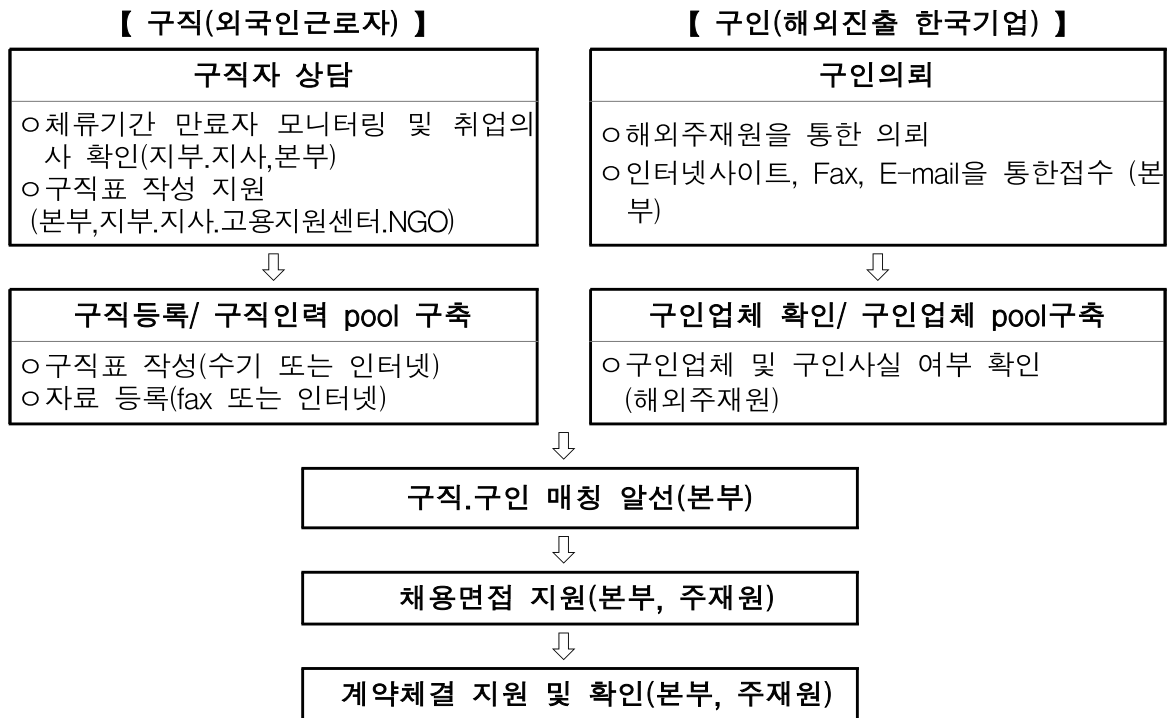 【 구직(외국인근로자) 】
구직자 상담
ㅇ체류기간 만료자 모니터링 및 취업의
사 확인(지부.지사,본부)
ㅇ구직표 작성 지원
(본부,지부.지사.고용지원센터.NGO)
구직등록/ 구직인력 pool 구축
ㅇ구직표 작성(수기 또는 인터넷)
ㅇ자료 등록(fax 또는 인터넷)
【 구인(해외진출 한국기업) 】
구인의뢰
ㅇ해외주재원을 통한 의뢰
ㅇ인터넷사이트, Fax, E-mail을 통한접수 (본
부)
구인업체 확인/ 구인업체 pool구축
ㅇ구인업체 및 구인사실 여부 확인
(해외주재원)
구직.구인 매칭 알선(본부)
채용면접 지원(본부, 주재원)
계약체결 지원 및 확인(본부, 주재원)